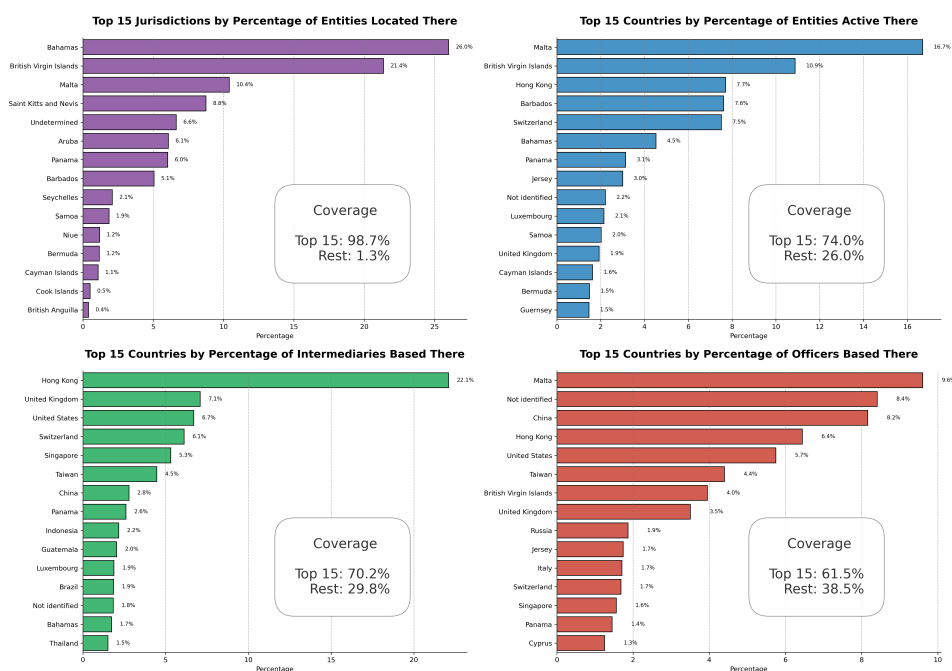 Top 15 Jurisdictions by Percentage of Entities Located There
Bahamas 26.0%
British Virgin Islands 21.4%
Malta 10.4%
Saint Kitts and Nevis 8.8%
Undetermined 6.6%
Aruba 6.1%
Panama 6.0%
Barbados 5.1%
Seychelles 2.1%
Samoa 1.9%
Niue 1.2%
Bermuda 1.2%
Cayman Islands 1.1%
Cook Islands 0.5%
British Anguilla 0.4%
Coverage
Top 15: 98.7%
Rest: 1.3%
0 5 10 15 20 25
Percentage
Top 15 Countries by Percentage of Entities Active There
Malta 16.7%
British Virgin Islands 10.9%
Hong Kong 7.7%
Barbados 7.6%
Switzerland 7.5%
Bahamas 4.5%
Panama 3.1%
Jersey 3.0%
Not identified 2.2%
Luxembourg 2.1%
Samoa 2.0%
United Kingdom 1.9%
Cayman Islands 1.6%
Bermuda 1.5%
Guernsey 1.5%
Coverage
Top 15: 74.0%
Rest: 26.0%
0 2 4 6 8 10 12 14 16
Percentage
Top 15 Countries by Percentage of Intermediaries Based There
Hong Kong 22.1%
United Kingdom 7.1%
United States 6.7%
Switzerland 6.1%
Singapore 5.3%
Taiwan 4.5%
China 2.8%
Panama 2.6%
Indonesia 2.2%
Guatemala 2.0%
Luxembourg 1.9%
Brazil 1.9%
Not identified 1.8%
Bahamas 1.7%
Thailand 1.5%
Coverage
Top 15: 70.2%
Rest: 29.8%
0 5 10 15 20
Percentage
Top 15 Countries by Percentage of Officers Based There
Malta 9.6%
Not identified 8.4%
China 8.2%
Hong Kong 6.4%
United States 5.7%
Taiwan 4.4%
British Virgin Islands 4.0%
United Kingdom 3.5%
Russia 1.9%
Jersey 1.7%
Italy 1.7%
Switzerland 1.7%
Singapore 1.6%
Panama 1.4%
Cyprus 1.3%
Coverage
Top 15: 61.5%
Rest: 38.5%
0 2 4 6 8 10
Percentage